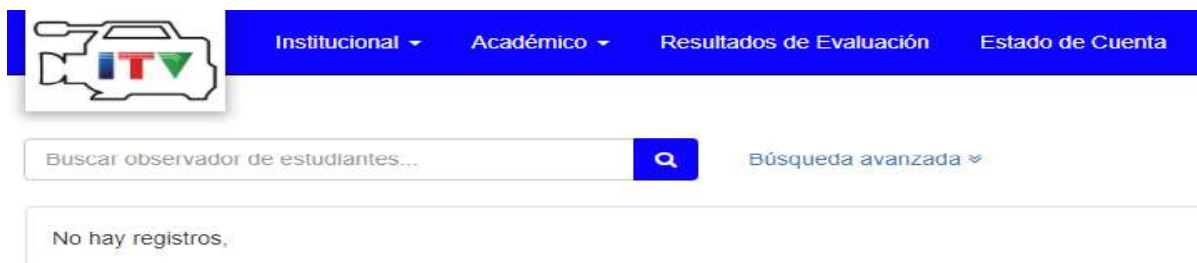 ITV
Institucional Académico Resultados de Evaluación Estado de Cuenta
Buscar observador de estudiantes... Búsqueda avanzada
No hay registros,